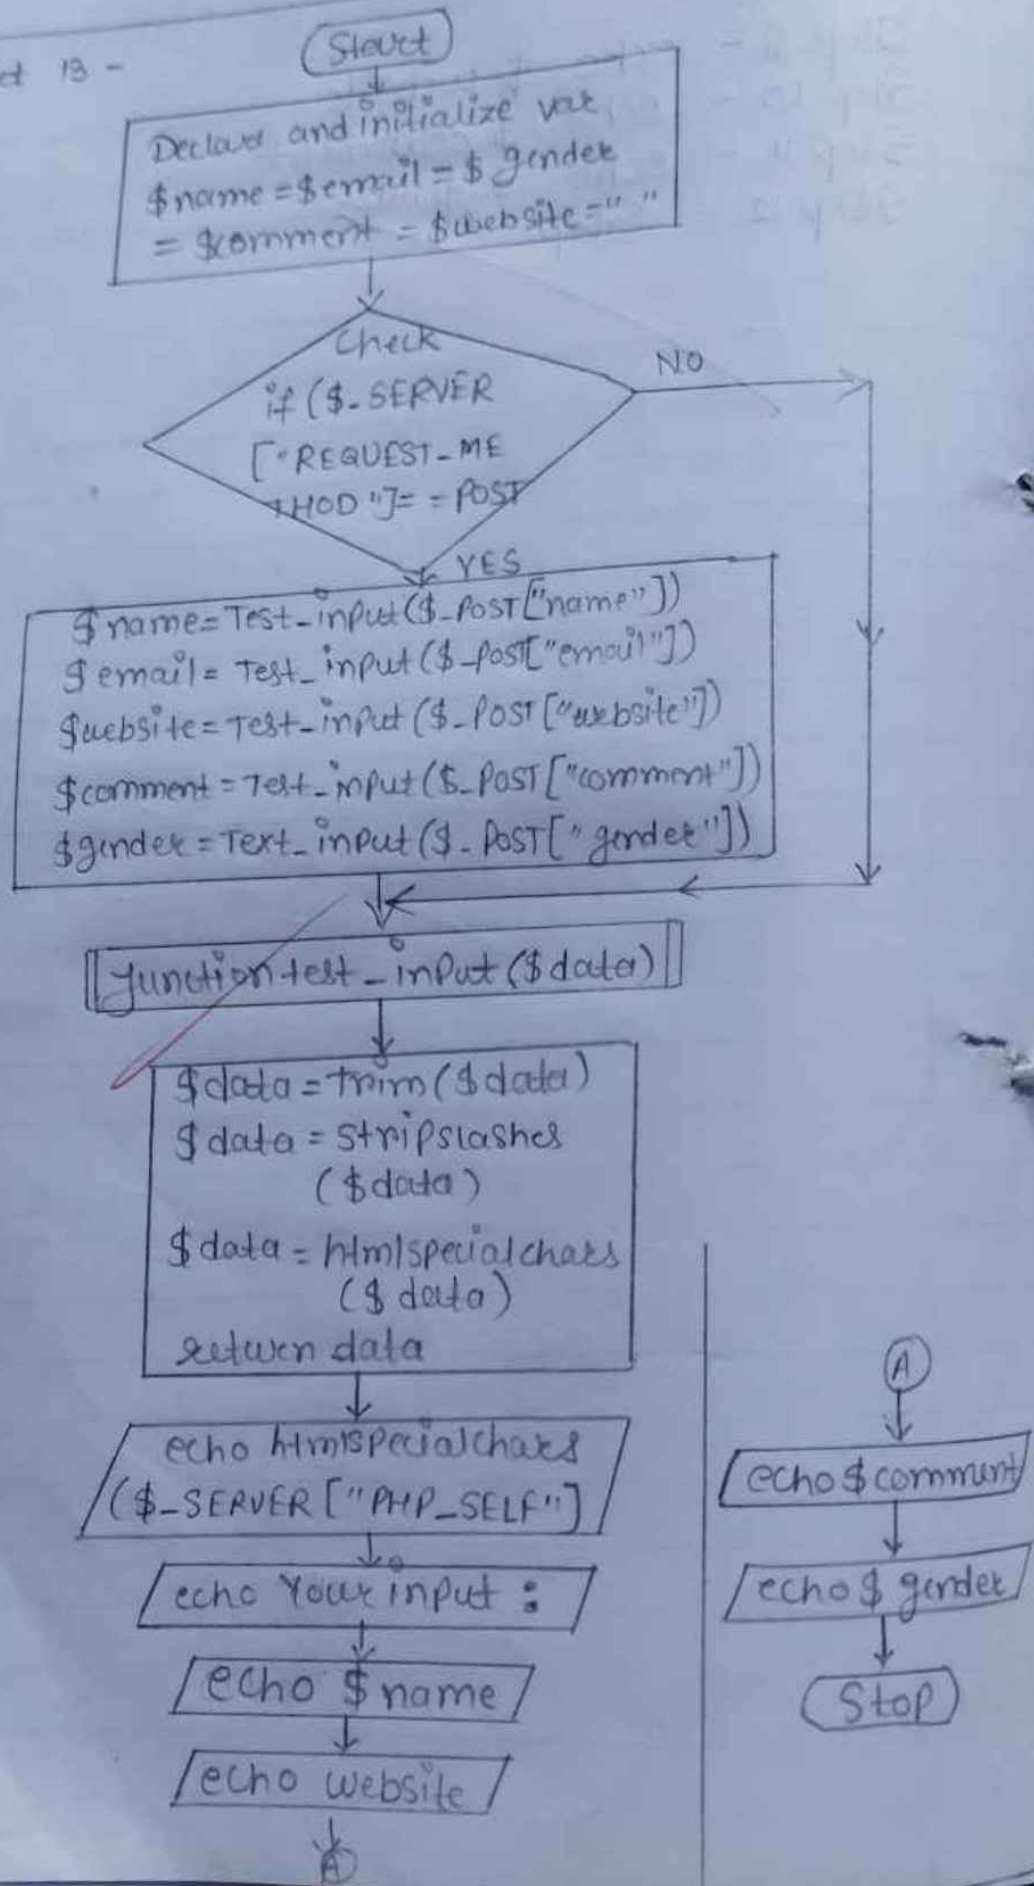 13 -
Start
Declare and initialize var
$name = $email = $ gender
= $comment = $website = " "
Check
if ($_SERVER
["REQUEST_ME
THOD"]= = POST
NO
YES
$name = Test_input($_POST["name"])
$email = Test_input($_POST["email"])
$website = Test_input($_POST["website"])
$comment = Test_input($_POST["comment"])
$gender = Text_input($_POST["gender"])
function test_input($data)
$data = trim($data)
$data = stripslashes
($data)
$data = htmlspecialchars
($data)
return data
echo htmlspecialchars
($_SERVER["PHP_SELF"]
echo Your input :
echo $name
echo website
A
A
echo $comment
echo $ gender
Stop